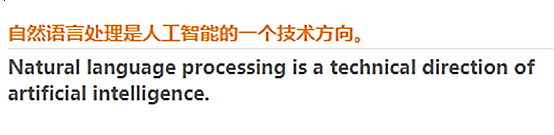 自然语言处理是人工智能的一个技术方向。
Natural language processing is a technical direction of
artificial intelligence.